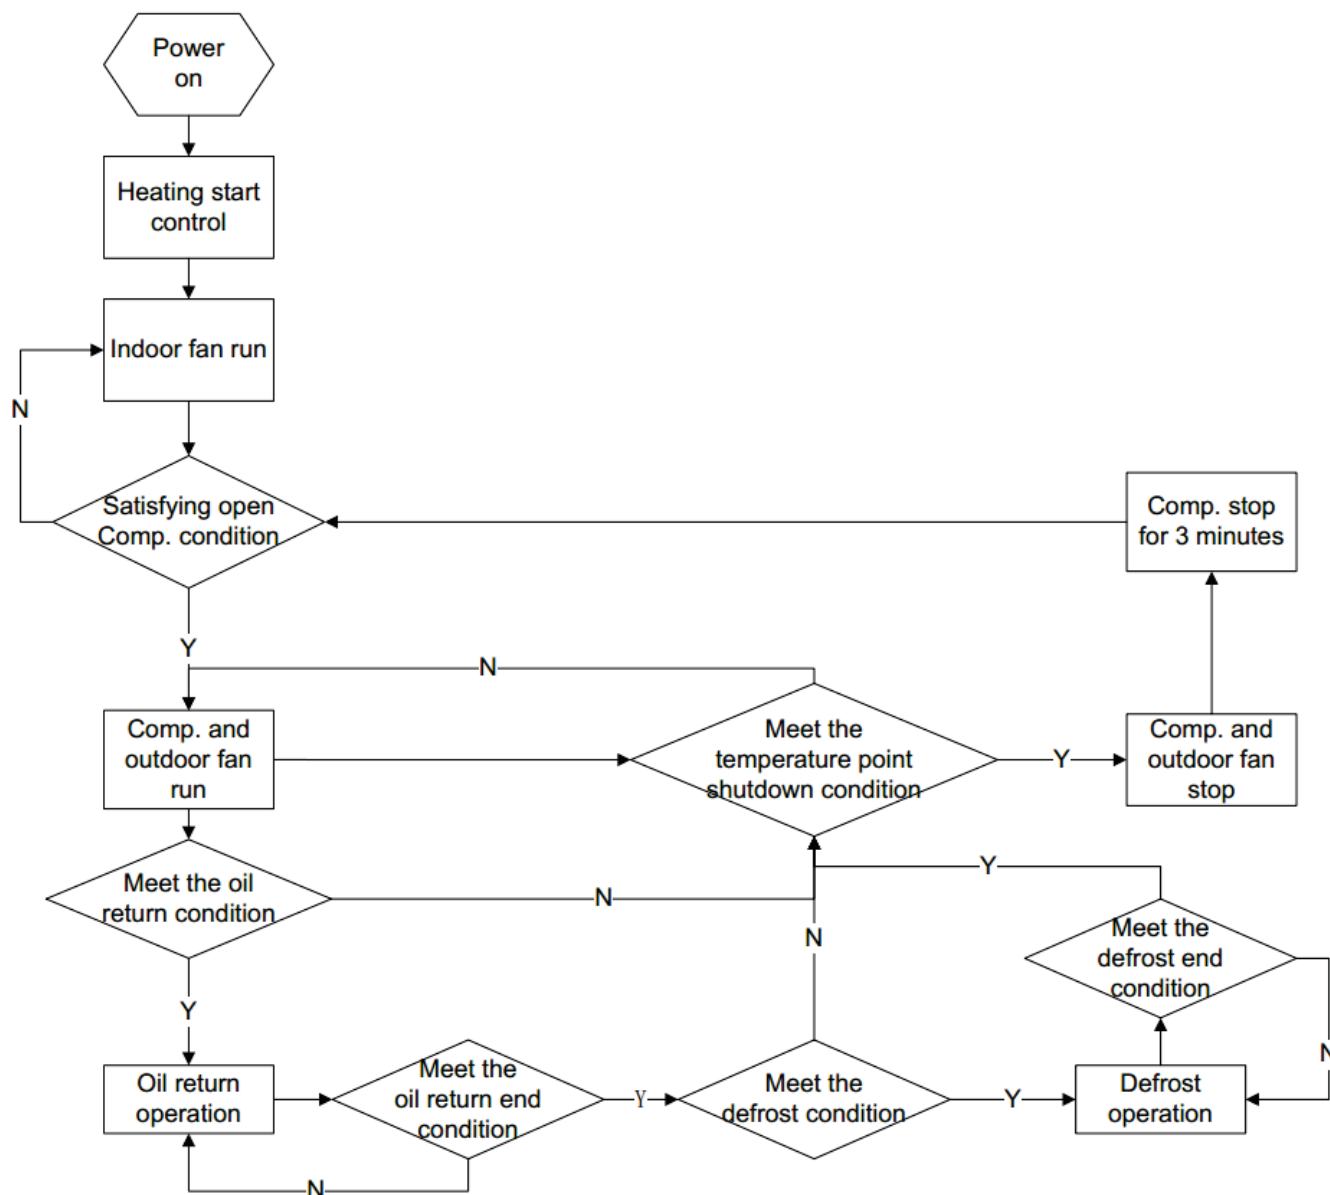 Power
on
Heating start
control
Indoor fan run
N
Satisfying open
Comp. condition
Comp. stop
for 3 minutes
Y
N
Comp. and
outdoor fan
run
Meet the
temperature point
shutdown condition
Y
Comp. and
outdoor fan
stop
Meet the oil
return condition
N
Y
Meet the
defrost end
condition
N
Y
N
Oil return
operation
Meet the
oil return end
condition
Y
Meet the
defrost condition
Y
Defrost
operation
N